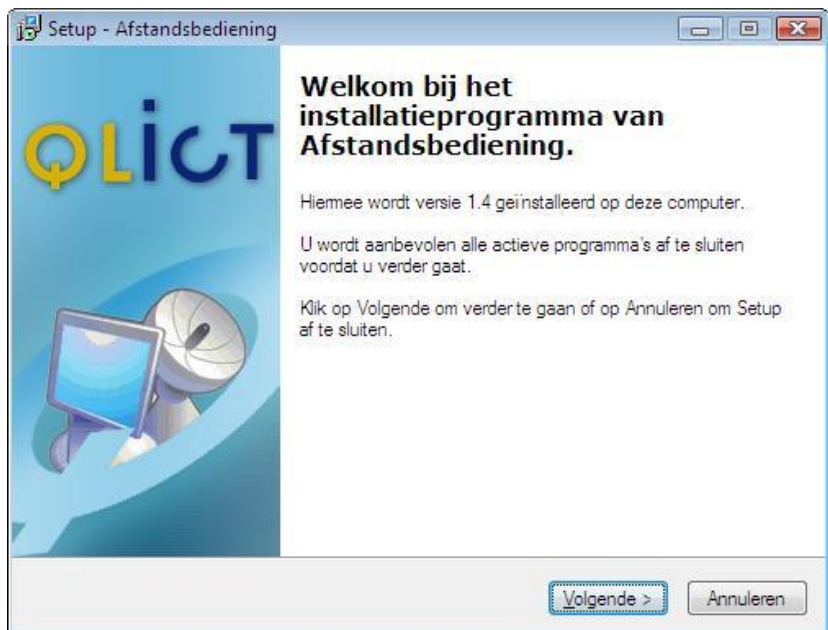 Setup - Afstandsbediening
QLiCT
Welkom bij het
installatieprogramma van
Afstandsbediening.
Hiermee wordt versie 1.4 geïnstalleerd op deze computer.
U wordt aanbevolen alle actieve programma's af te sluiten
voordat u verder gaat.
Klik op Volgende om verder te gaan of op Annuleren om Setup
af te sluiten.
Volgende >
Annuleren